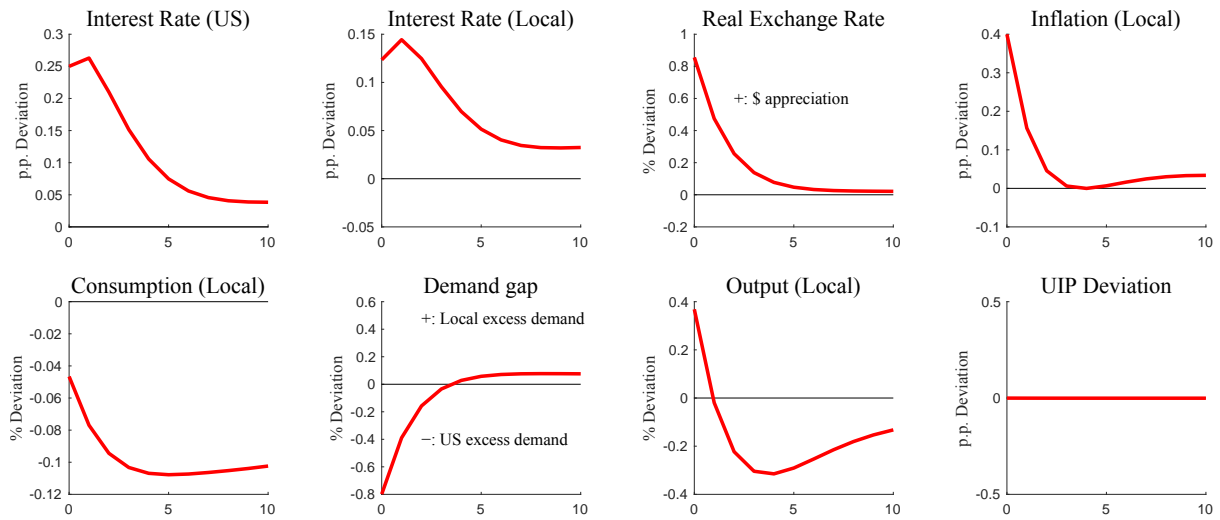 Interest Rate (US)
p.p. Deviation
0.3
0.25
0.2
0.15
0.1
0.05
0
0 5 10
Interest Rate (Local)
p.p. Deviation
0.15
0.1
0.05
0
-0.05
0 5 10
Real Exchange Rate
% Deviation
1
0.8
0.6
0.4
0.2
0
-0.2
+: $ appreciation
0 5 10
Inflation (Local)
p.p. Deviation
0.4
0.3
0.2
0.1
0
-0.1
0 5 10
Consumption (Local)
% Deviation
0
-0.02
-0.04
-0.06
-0.08
-0.1
-0.12
0 5 10
Demand gap
% Deviation
0.6
0.4
0.2
0
-0.2
-0.4
-0.6
-0.8
+: Local excess demand
−: US excess demand
0 5 10
Output (Local)
% Deviation
0.4
0.2
0
-0.2
-0.4
0 5 10
UIP Deviation
p.p. Deviation
0.5
0
-0.5
0 5 10